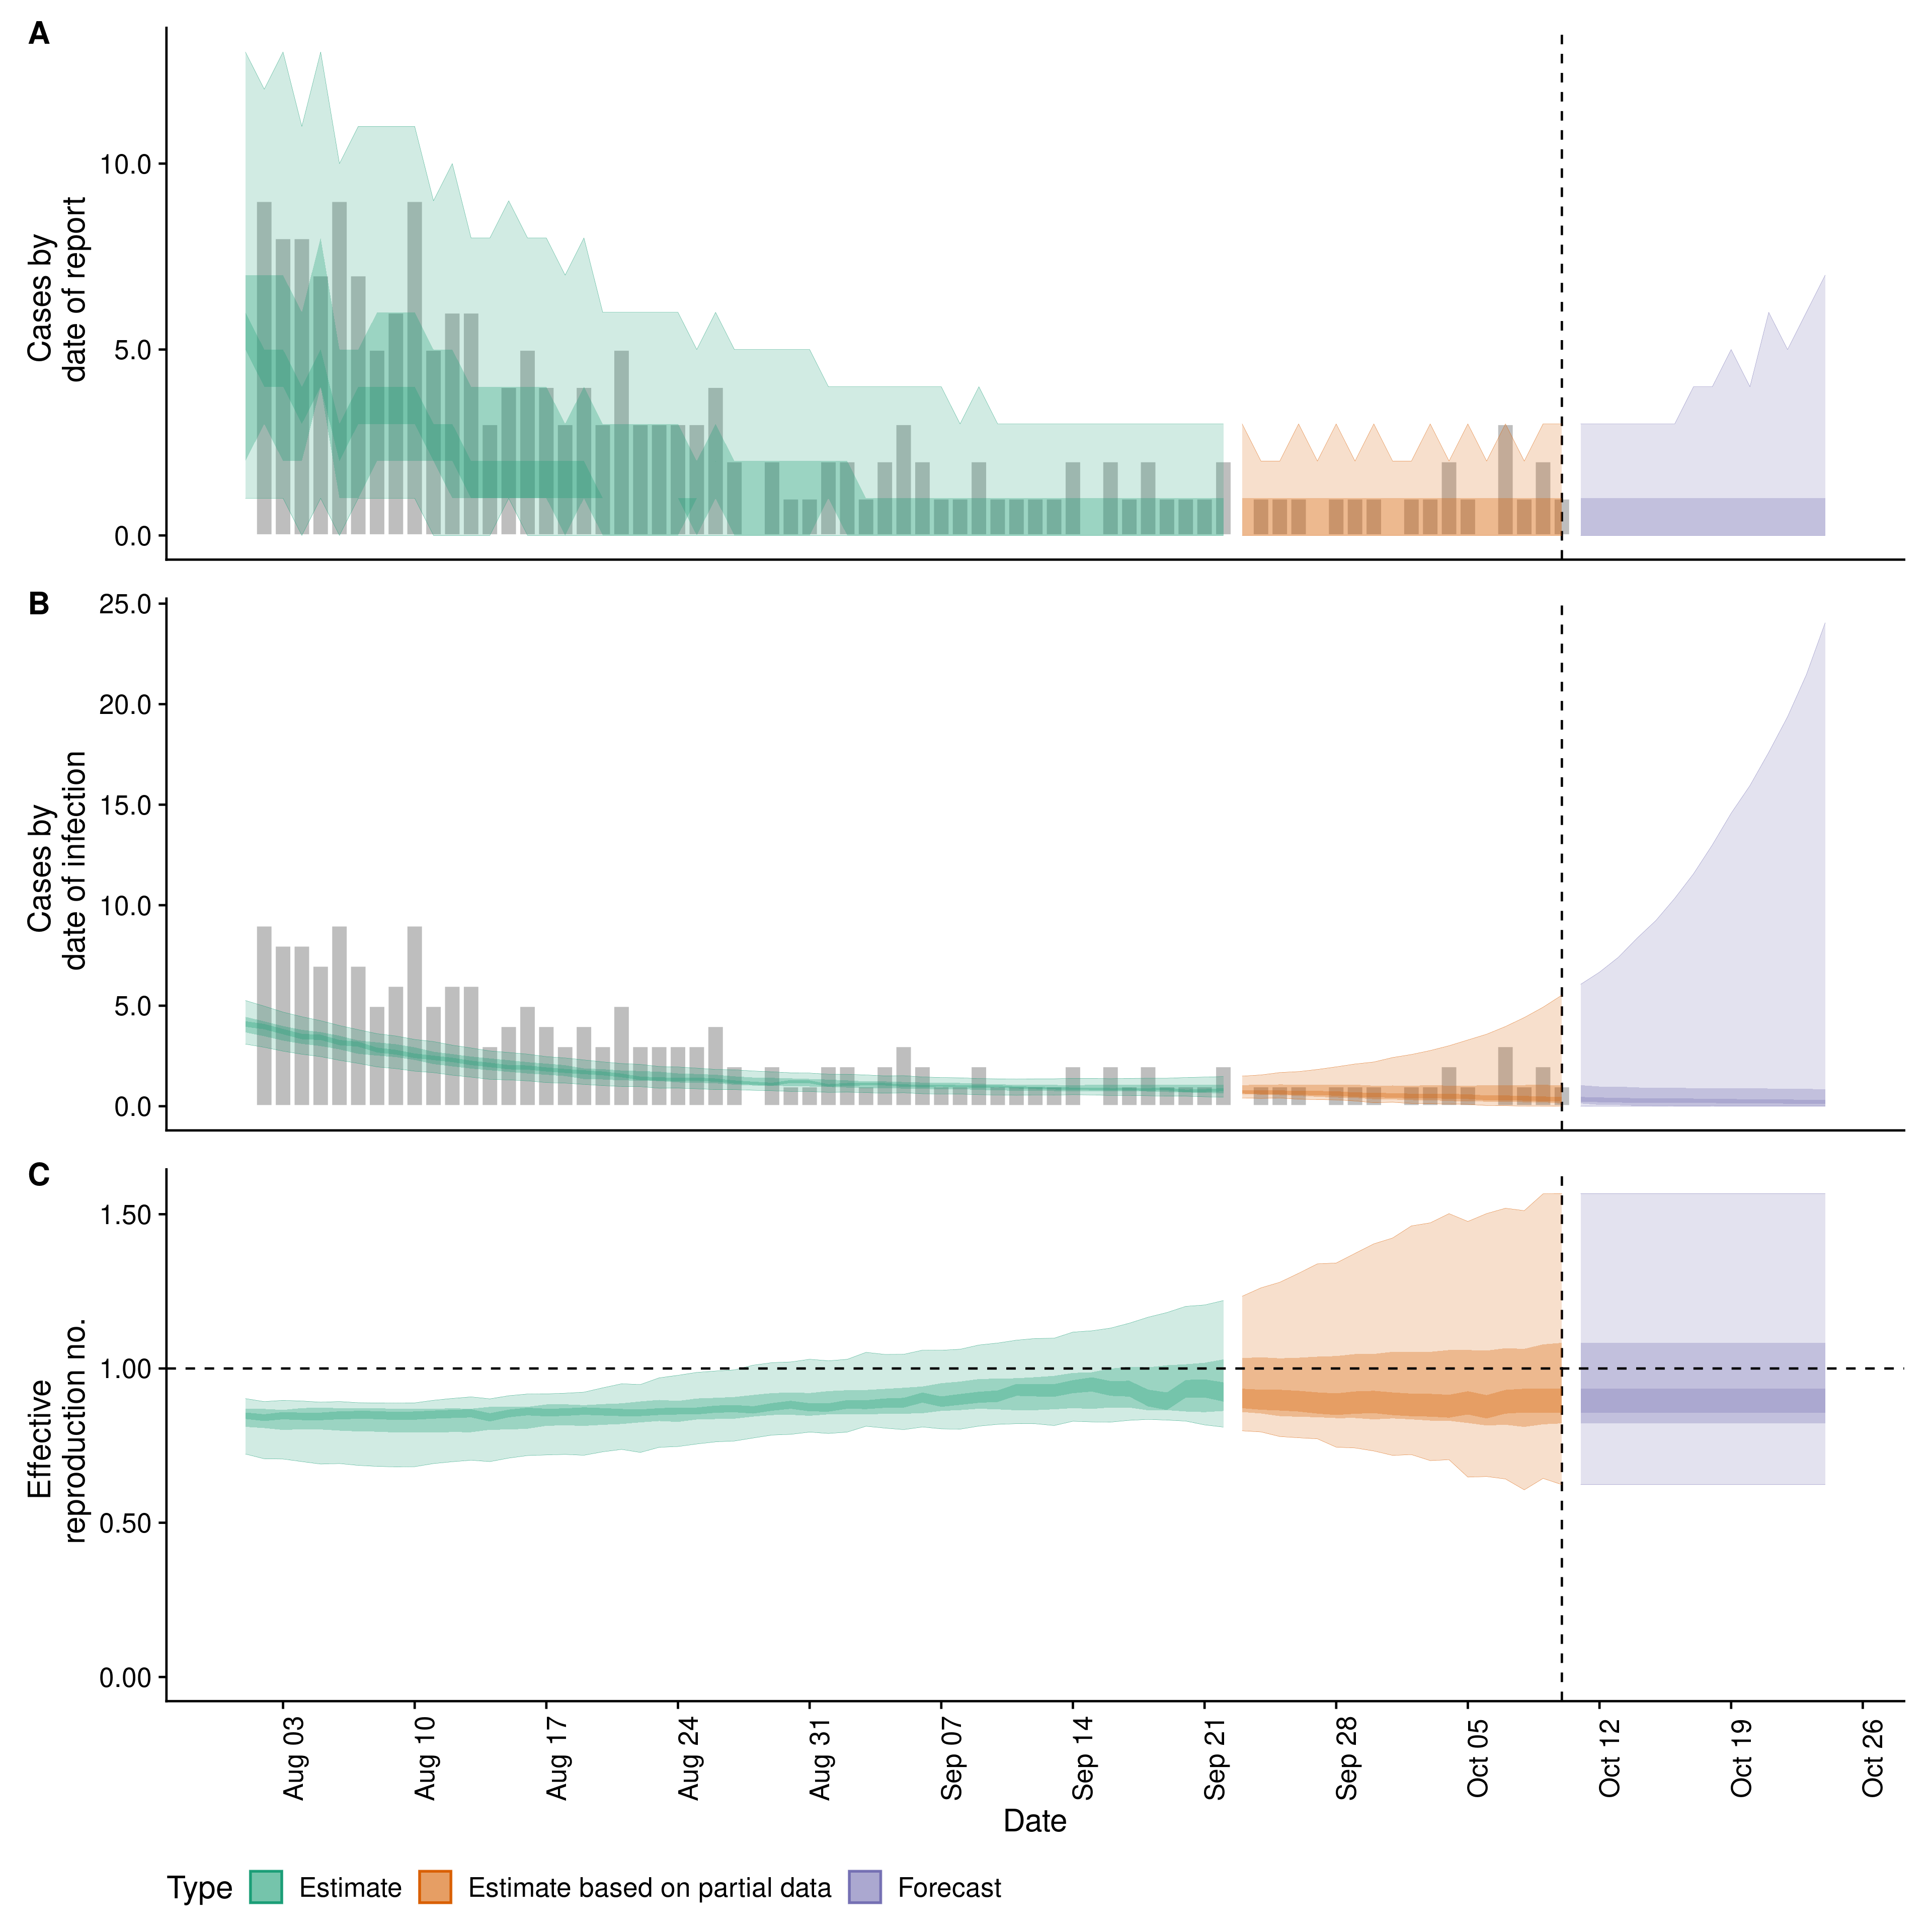 A
Cases by
date of report
10.0
5.0
0.0
B
Cases by
date of infection
25.0
20.0
15.0
10.0
5.0
0.0
C
Effective
reproduction no.
1.50
1.00
0.50
0.00
Aug 03
Aug 10
Aug 17
Aug 24
Aug 31
Sep 07
Sep 14
Sep 21
Sep 28
Oct 05
Oct 12
Oct 19
Oct 26
Date
Type Estimate Estimate based on partial data Forecast